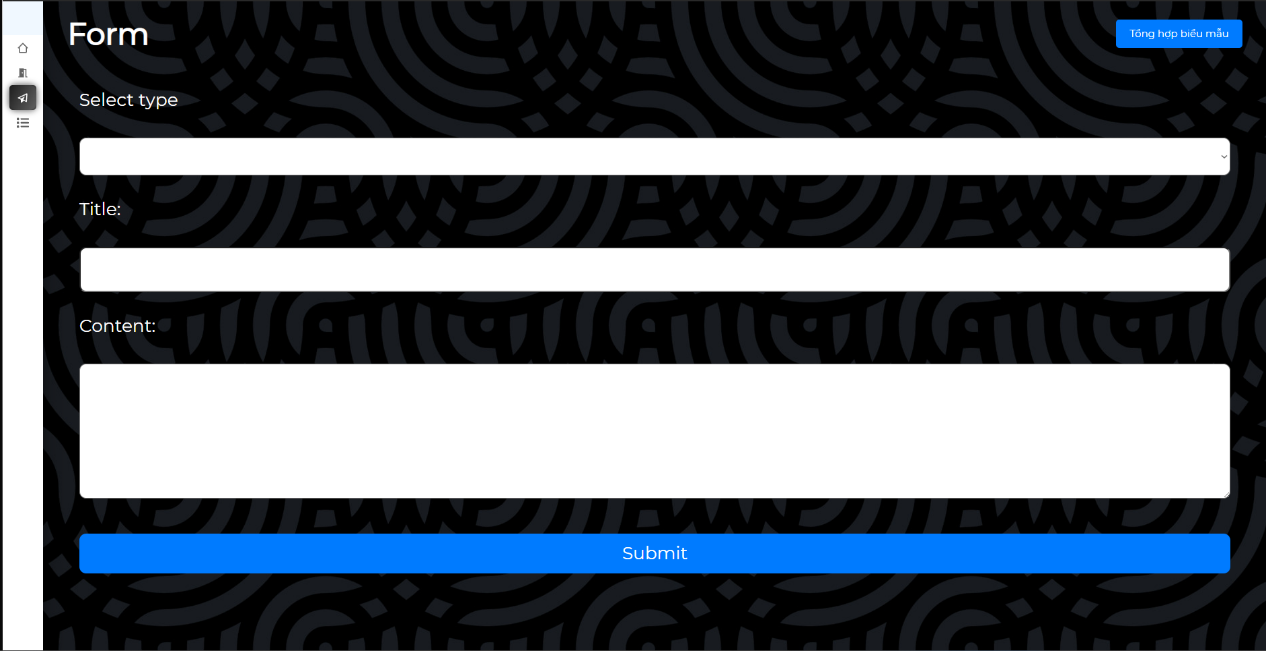 Form
Tổng hợp biểu mẫu
Select type
Title:
Content:
Submit